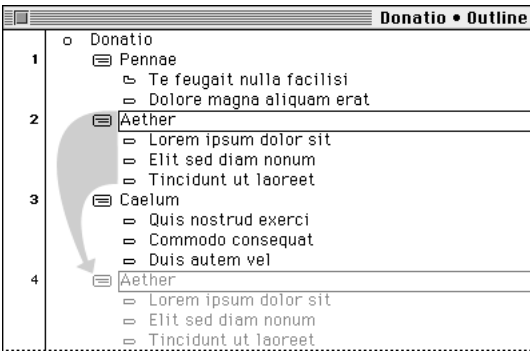 Donatio • Outline
Donatio
1 Pennae
Te feugait nulla facilisi
Dolore magna aliquam erat
2 Aether
Lorem ipsum dolor sit
Elit sed diam nonum
Tincidunt ut laoreet
3 Caelum
Quis nostrud exerci
Commodo consequat
Duis autem vel
4 Aether
Lorem ipsum dolor sit
Elit sed diam nonum
Tincidunt ut laoreet